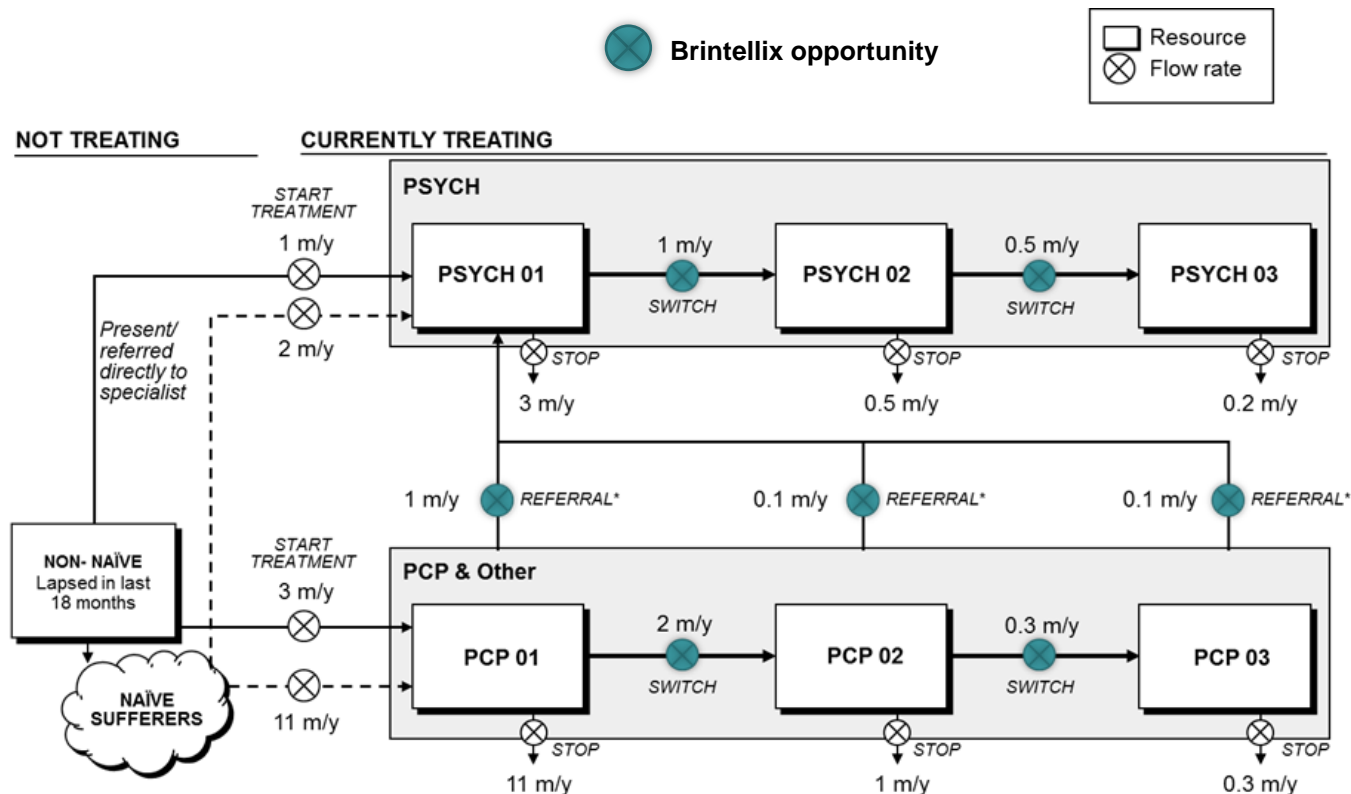 Brintellix opportunity
Resource
Flow rate
NOT TREATING
CURRENTLY TREATING
PSYCH
START
TREATMENT
1 m/y
2 m/y
Present/
referred
directly to
specialist
PSYCH 01
1 m/y
SWITCH
PSYCH 02
0.5 m/y
SWITCH
PSYCH 03
STOP
3 m/y
STOP
0.5 m/y
STOP
0.2 m/y
1 m/y
REFERRAL*
0.1 m/y
REFERRAL*
0.1 m/y
REFERRAL*
NON- NAÏVE
Lapsed in last
18 months
NAÏVE
SUFFERERS
START
TREATMENT
3 m/y
11 m/y
PCP & Other
PCP 01
2 m/y
SWITCH
PCP 02
0.3 m/y
SWITCH
PCP 03
STOP
11 m/y
STOP
1 m/y
STOP
0.3 m/y